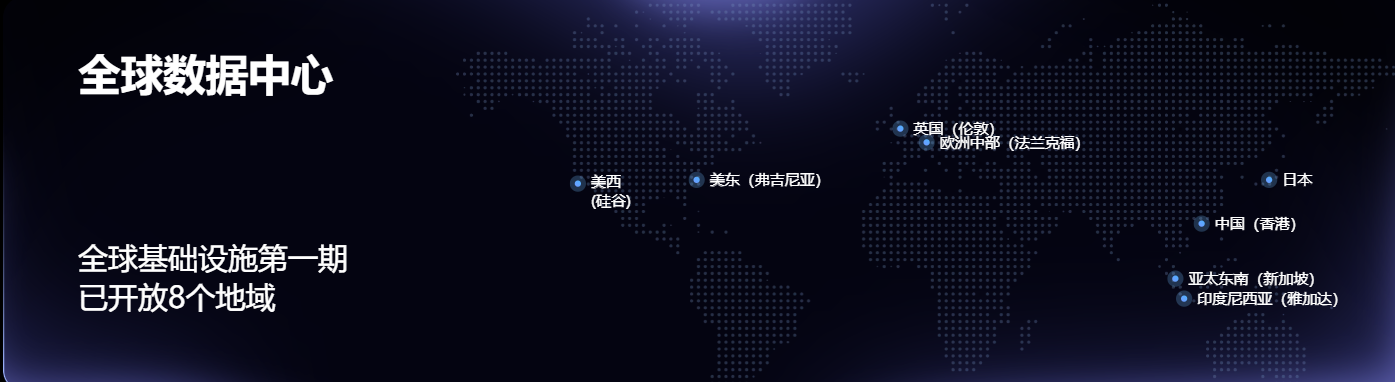 全球数据中心
英国（伦敦）
欧洲中部（法兰克福）
美西
(硅谷)
美东（弗吉尼亚）
日本
中国（香港）
全球基础设施第一期
已开放8个地域
亚太东南（新加坡）
印度尼西亚（雅加达）